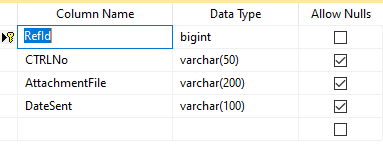 Column Name Data Type Allow Nulls
RefId bigint
CTRLNo varchar(50)
AttachmentFile varchar(200)
DateSent varchar(100)